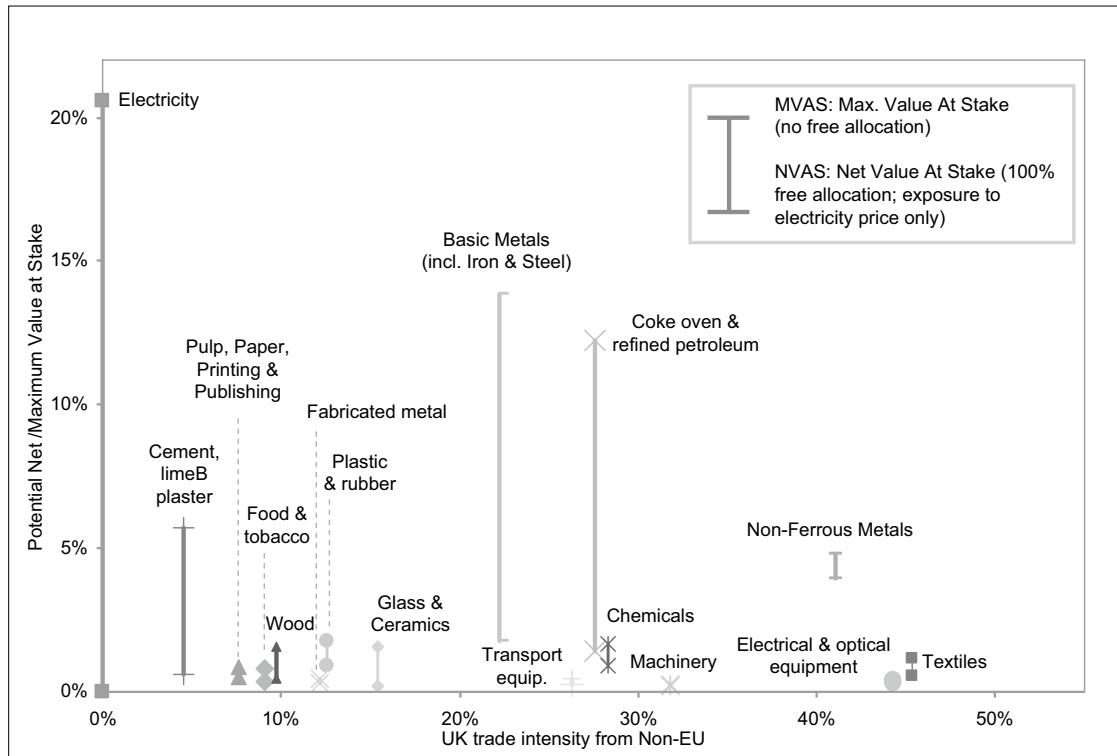 Potential Net /Maximum Value at Stake
20%
15%
10%
5%
0%
Electricity
MVAS: Max. Value At Stake
(no free allocation)
NVAS: Net Value At Stake (100%
free allocation; exposure to
electricity price only)
Basic Metals
(incl. Iron & Steel)
Coke oven &
refined petroleum
Pulp, Paper,
Printing &
Publishing
Fabricated metal
Cement,
limeB
plaster
Plastic
& rubber
Food &
tobacco
Non-Ferrous Metals
Wood
Glass &
Ceramics
Chemicals
Transport
equip.
Machinery
Electrical & optical
equipment
Textiles
0%
10%
20%
30%
40%
50%
UK trade intensity from Non-EU